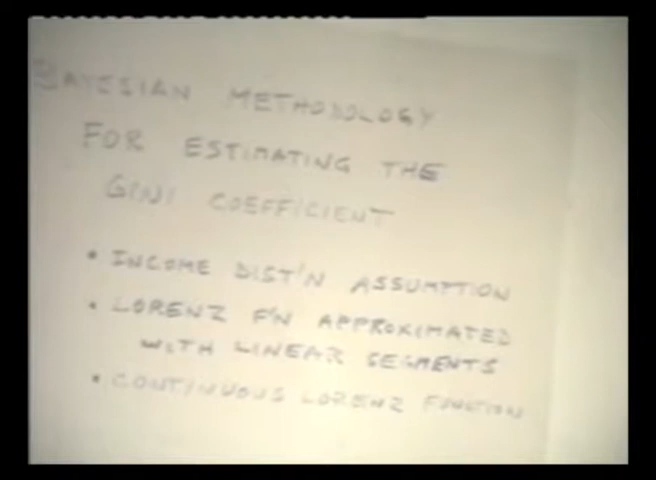 BAYESIAN METHODOLOGY
FOR ESTIMATING THE
GINI COEFFICIENT
• INCOME DIST'N ASSUMPTION
• LORENZ F'N APPROXIMATED
WITH LINEAR SEGMENTS
• CONTINUOUS LORENZ FUNCTION